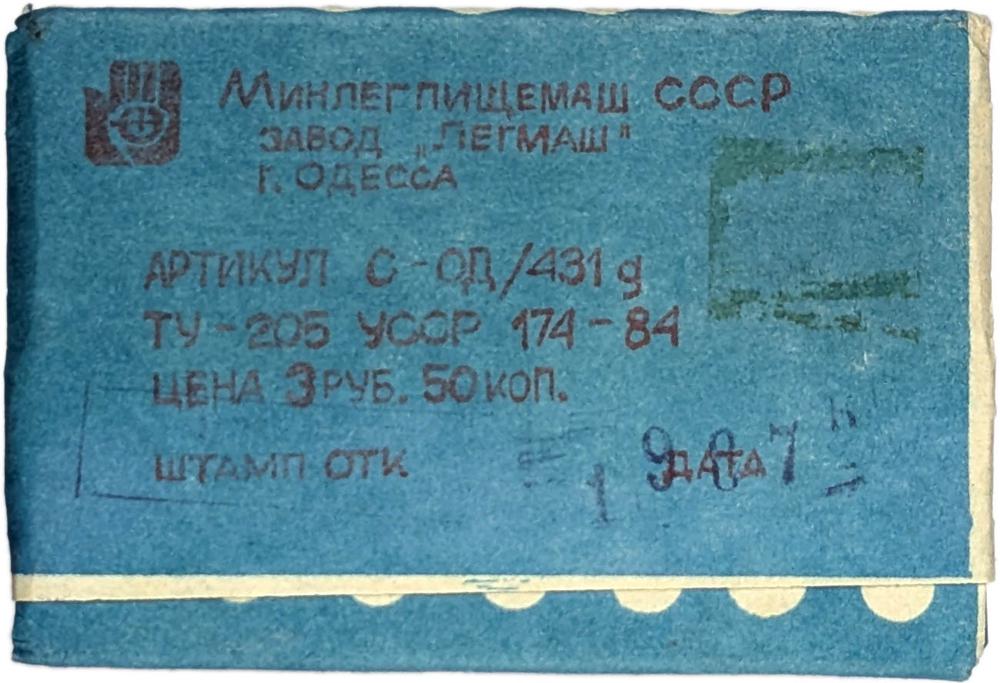 МИНЛЕГПИЩЕМАШ СССР
ЗАВОД „ЛЕГМАШ"
г. ОДЕССА
АРТИКУЛ С-ОД/431д
ТУ-205 УССР 174-84
ЦЕНА 3 РУБ. 50 КОП.
ШТАМП ОТК ДАТА
1987